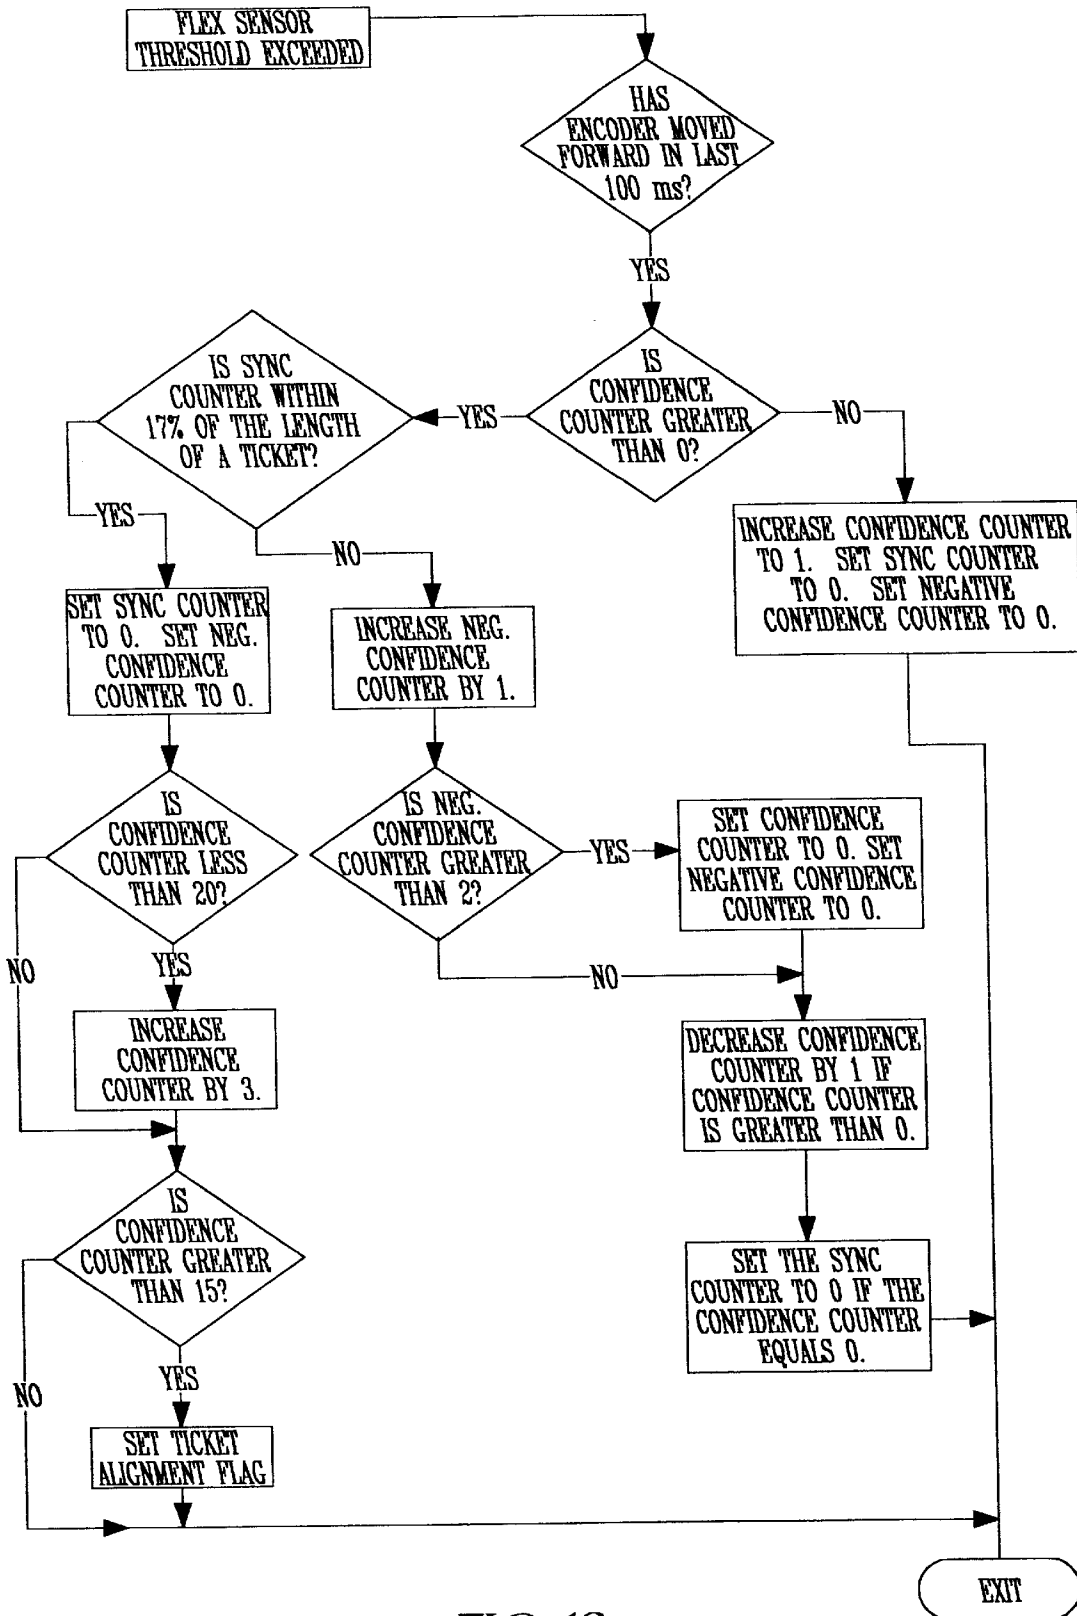 FLEX SENSOR
THRESHOLD EXCEEDED
HAS
ENCODER MOVED
FORWARD IN LAST
100 ms?
YES
IS
CONFIDENCE
COUNTER GREATER
THAN 0?
YES
NO
IS SYNC
COUNTER WITHIN
17% OF THE LENGTH
OF A TICKET?
YES
NO
INCREASE CONFIDENCE COUNTER
TO 1. SET SYNC COUNTER
TO 0. SET NEGATIVE
CONFIDENCE COUNTER TO 0.
SET SYNC COUNTER
TO 0. SET NEG.
CONFIDENCE
COUNTER TO 0.
INCREASE NEG.
CONFIDENCE
COUNTER BY 1.
IS
CONFIDENCE
COUNTER LESS
THAN 20?
IS NEG.
CONFIDENCE
COUNTER GREATER
THAN 2?
YES
SET CONFIDENCE
COUNTER TO 0. SET
NEGATIVE CONFIDENCE
COUNTER TO 0.
NO
YES
NO
INCREASE
CONFIDENCE
COUNTER BY 3.
DECREASE CONFIDENCE
COUNTER BY 1 IF
CONFIDENCE COUNTER
IS GREATER THAN 0.
IS
CONFIDENCE
COUNTER GREATER
THAN 15?
SET THE SYNC
COUNTER TO 0 IF THE
CONFIDENCE COUNTER
EQUALS 0.
NO
YES
SET TICKET
ALIGNMENT FLAG
EXIT